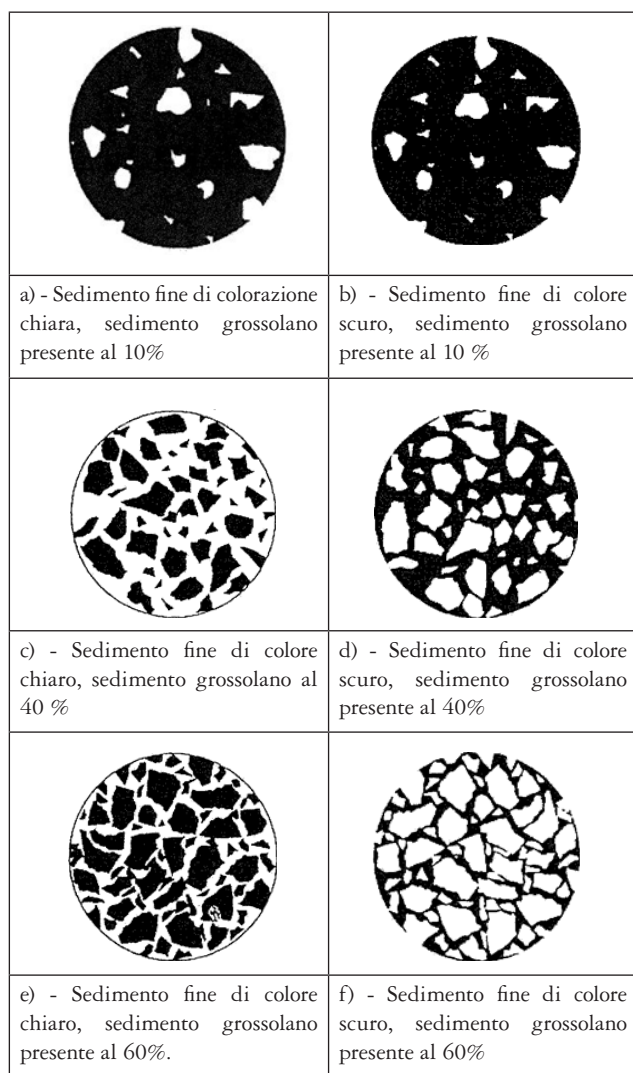 a) - Sedimento fine di colorazione
chiara, sedimento grossolano
presente al 10%
b) - Sedimento fine di colore
scuro, sedimento grossolano
presente al 10 %
c) - Sedimento fine di colore
chiaro, sedimento grossolano al
40 %
d) - Sedimento fine di colore
scuro, sedimento grossolano
presente al 40%
e) - Sedimento fine di colore
chiaro, sedimento grossolano
presente al 60%.
f) - Sedimento fine di colore
scuro, sedimento grossolano
presente al 60%